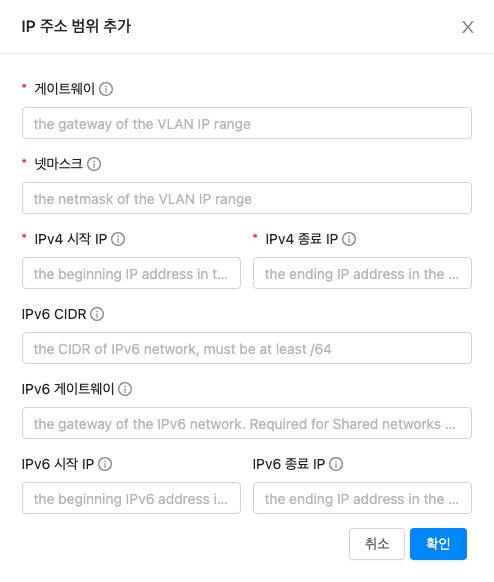 IP 주소 범위 추가
* 게이트웨이
the gateway of the VLAN IP range
* 넷마스크
the netmask of the VLAN IP range
* IPv4 시작 IP * IPv4 종료 IP
the beginning IP address in t... the ending IP address in the ...
IPv6 CIDR
the CIDR of IPv6 network, must be at least /64
IPv6 게이트웨이
the gateway of the IPv6 network. Required for Shared networks ...
IPv6 시작 IP IPv6 종료 IP
the beginning IPv6 address i... the ending IP address in the ...
취소 확인